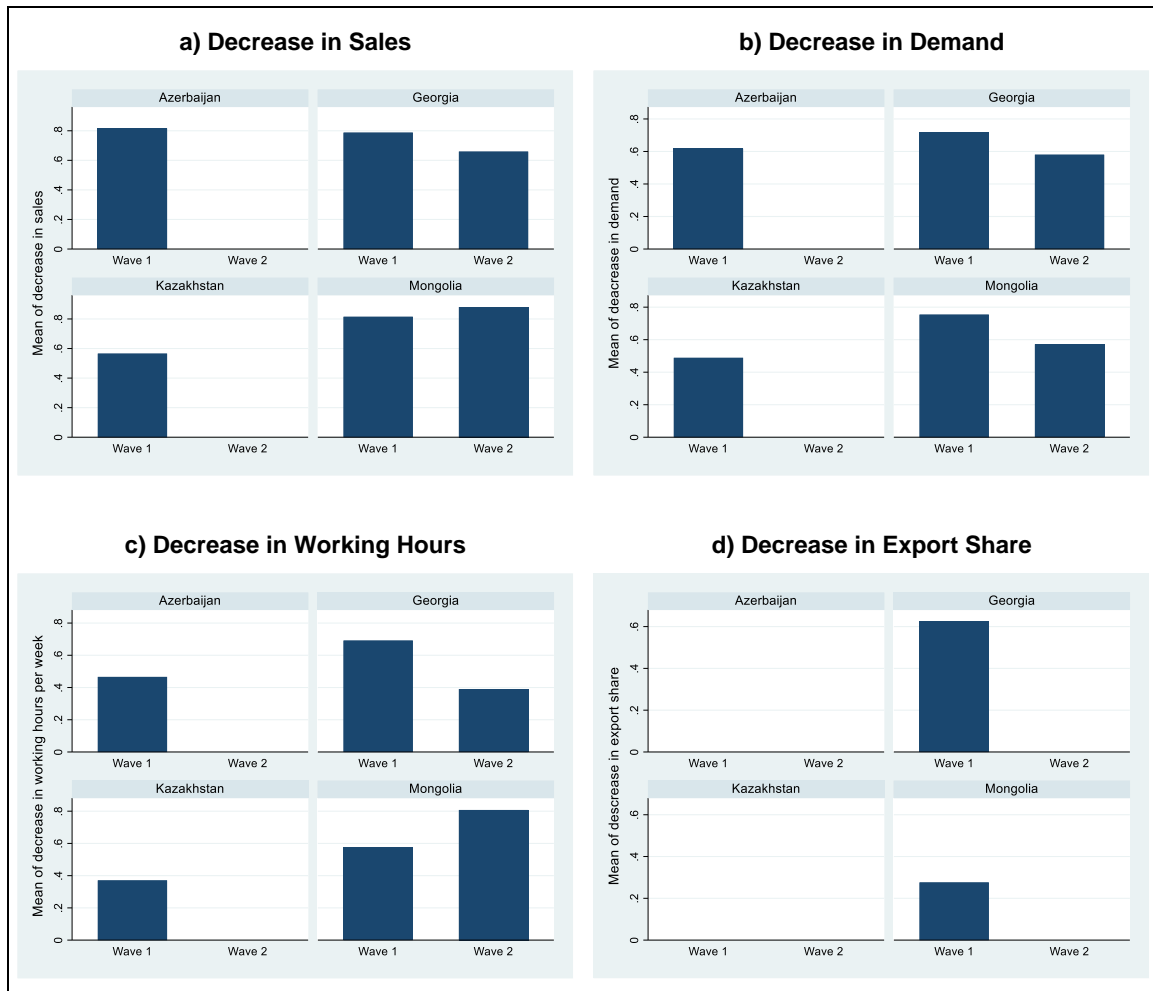 a) Decrease in Sales
Mean of decrease in sales
Azerbaijan
Georgia
0 .2 .4 .6 .8
Wave 1 Wave 2
Wave 1 Wave 2
Kazakhstan
Mongolia
0 .2 .4 .6 .8
Wave 1 Wave 2
Wave 1 Wave 2
b) Decrease in Demand
Mean of deacrease in demand
Azerbaijan
Georgia
0 .2 .4 .6 .8
Wave 1 Wave 2
Wave 1 Wave 2
Kazakhstan
Mongolia
0 .2 .4 .6 .8
Wave 1 Wave 2
Wave 1 Wave 2
c) Decrease in Working Hours
Mean of decrease in working hours per week
Azerbaijan
Georgia
0 .2 .4 .6 .8
Wave 1 Wave 2
Wave 1 Wave 2
Kazakhstan
Mongolia
0 .2 .4 .6 .8
Wave 1 Wave 2
Wave 1 Wave 2
d) Decrease in Export Share
Mean of descrease in export share
Azerbaijan
Georgia
0 .2 .4 .6
Wave 1 Wave 2
Wave 1 Wave 2
Kazakhstan
Mongolia
0 .2 .4 .6
Wave 1 Wave 2
Wave 1 Wave 2